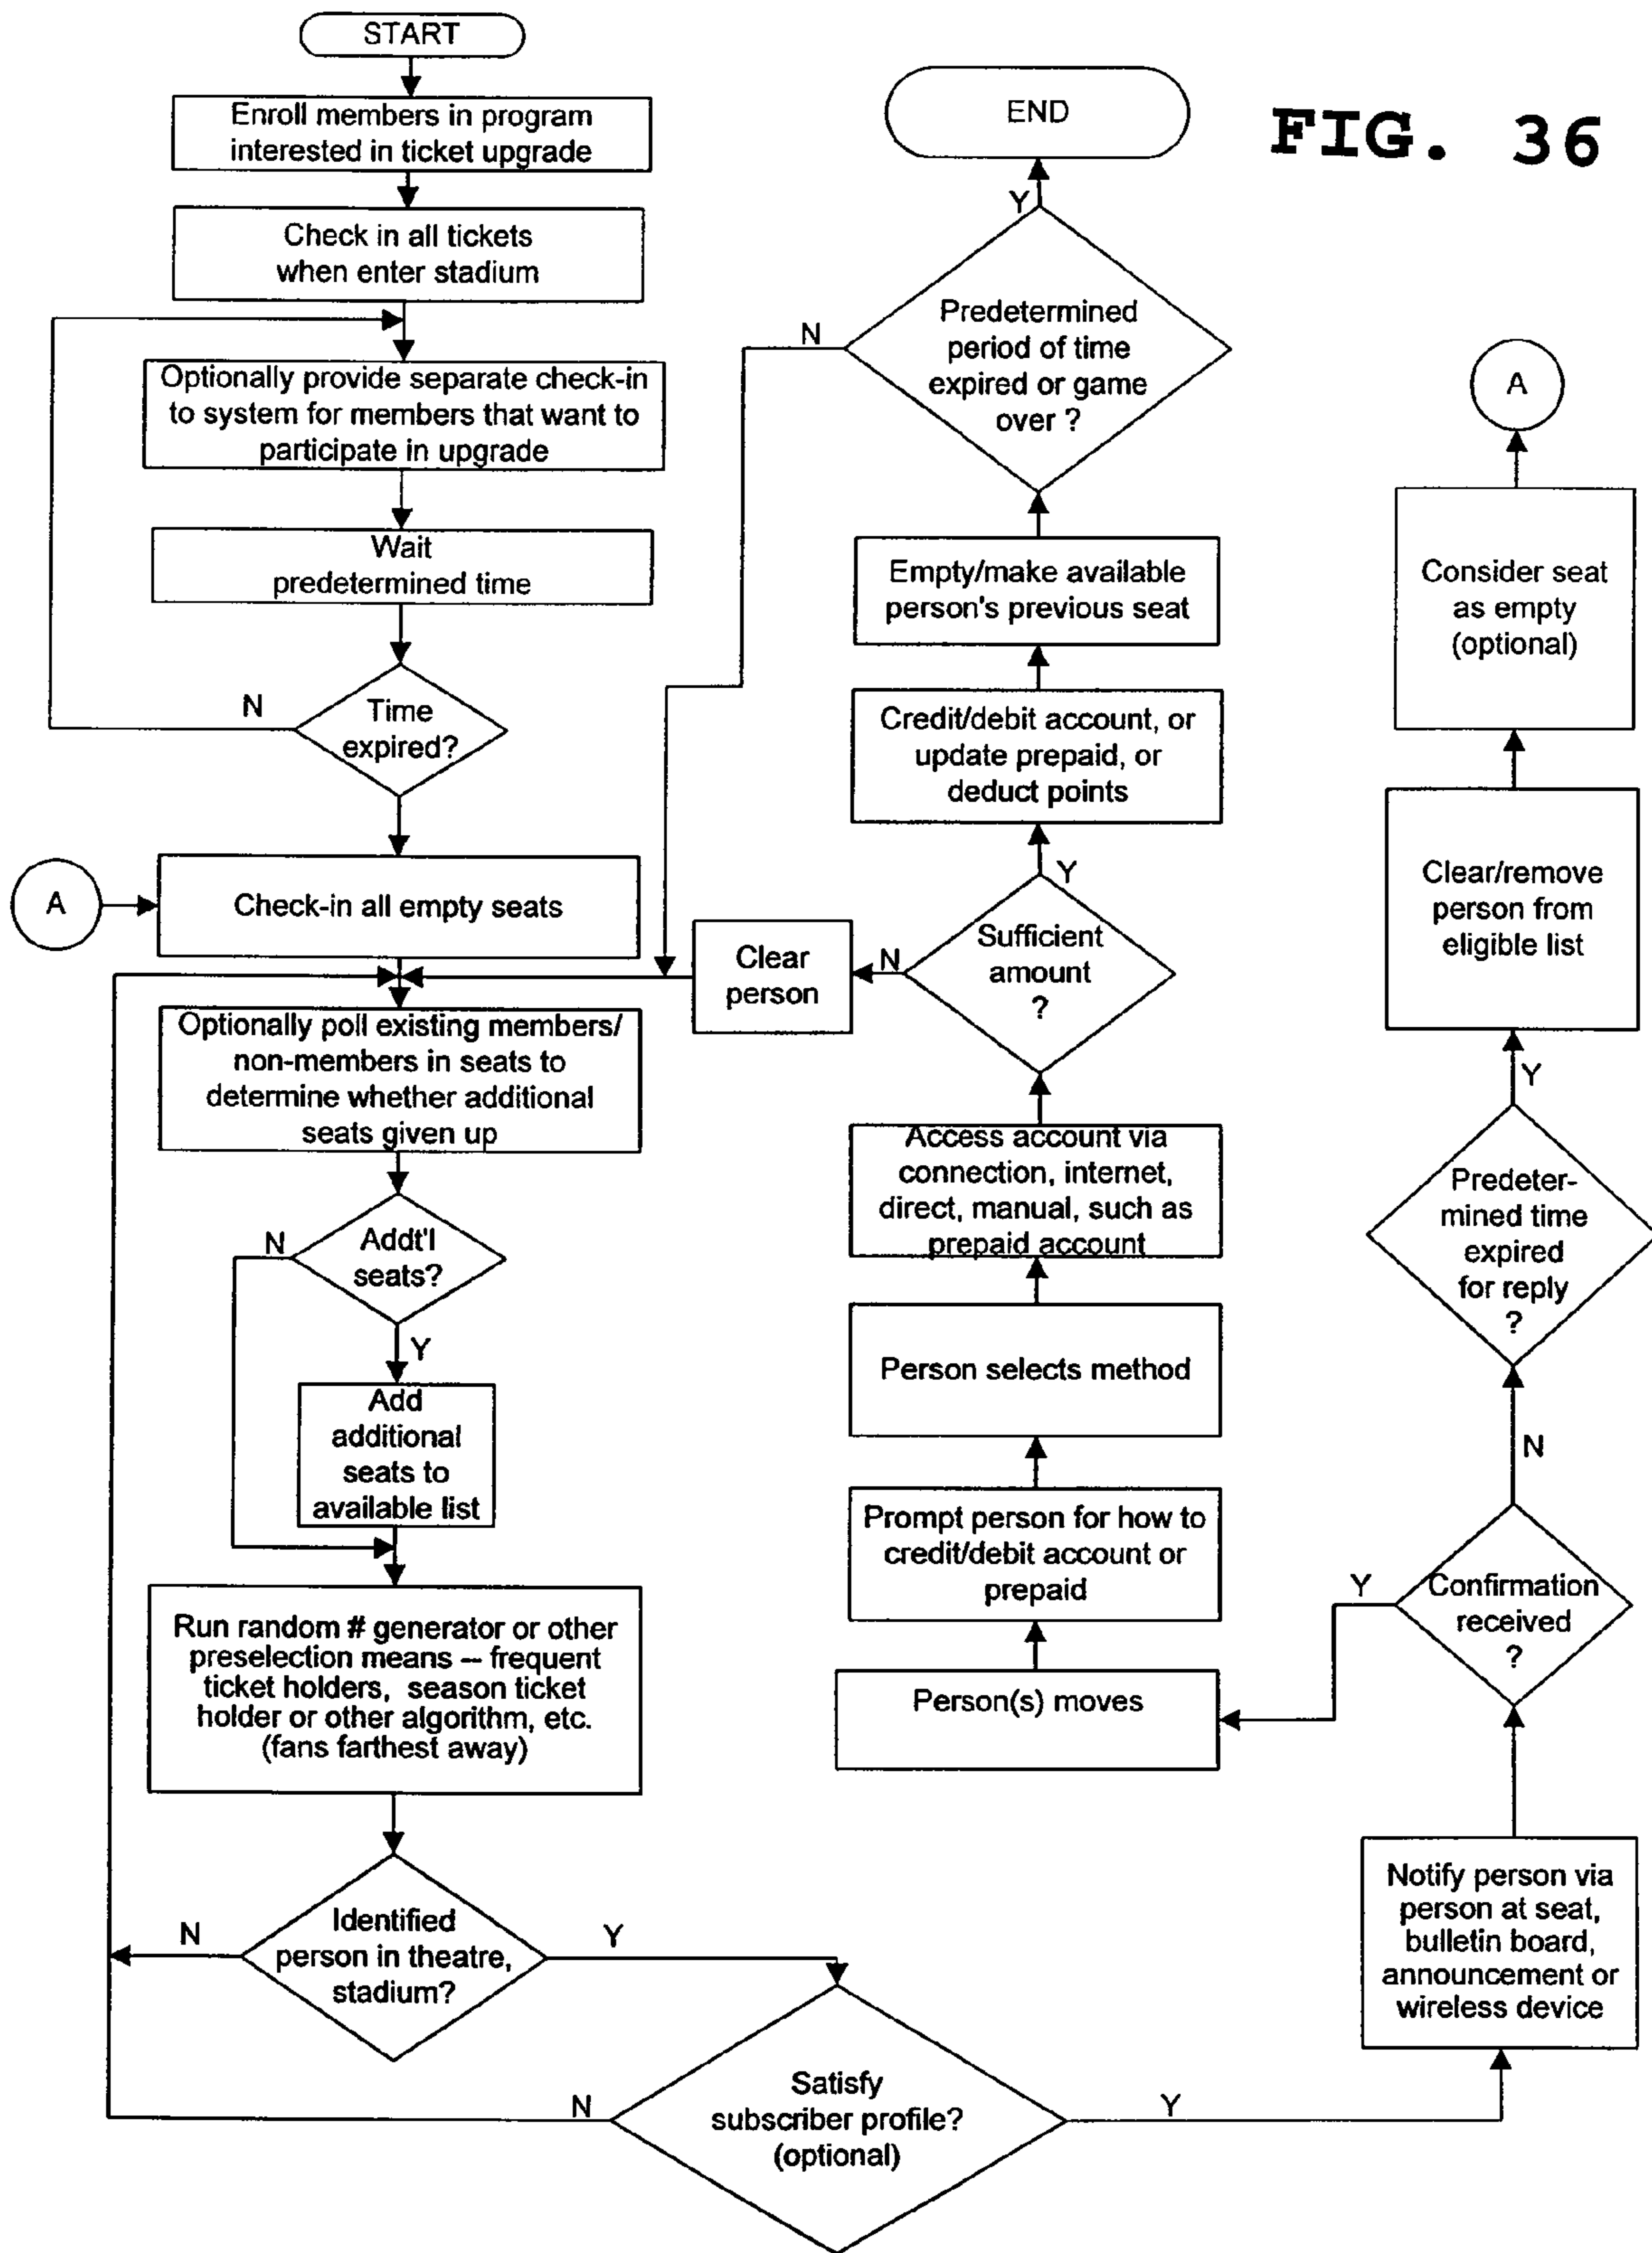 FIG. 36
START
Enroll members in program
interested in ticket upgrade
Check in all tickets
when enter stadium
Optionally provide separate check-in
to system for members that want to
participate in upgrade
Wait
predetermined time
Time
expired?
N
A
Check-in all empty seats
Optionally poll existing members/
non-members in seats to
determine whether additional
seats given up
Addt'l
seats?
N
Y
Add
additional
seats to
available list
Run random # generator or other
preselection means -- frequent
ticket holders, season ticket
holder or other algorithm, etc.
(fans farthest away)
Identified
person in theatre,
stadium?
N
Y
Satisfy
subscriber profile?
(optional)
N
Y
Notify person via
person at seat,
bulletin board,
announcement or
wireless device
Confirmation
received
?
Y
N
Predeter-
mined time
expired
for reply
?
Y
Clear/remove
person from
eligible list
Consider seat
as empty
(optional)
A
Person(s) moves
Prompt person for how to
credit/debit account or
prepaid
Person selects method
Access account via
connection, internet,
direct, manual, such as
prepaid account
Sufficient
amount
?
N
Clear
person
Y
Credit/debit account, or
update prepaid, or
deduct points
Empty/make available
person's previous seat
Predetermined
period of time
expired or game
over ?
N
Y
END